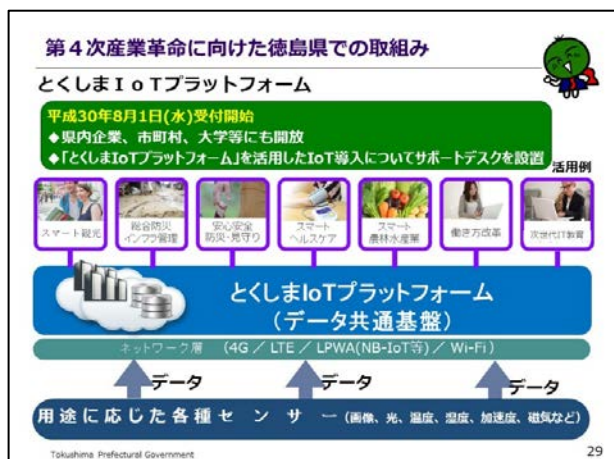 第４次産業革命に向けた徳島県での取組み
とくしまＩｏＴプラットフォーム
平成30年8月1日(水)受付開始
◆県内企業、市町村、大学等にも開放
◆「とくしまIoTプラットフォーム」を活用したIoT導入についてサポートデスクを設置
活用例
スマート観光
総合防災
インフラ管理
安心安全
防災・見守り
スマート
ヘルスケア
スマート
農林水産業
働き方改革
次世代IT教育
とくしまIoTプラットフォーム
（データ共通基盤）
ネットワーク層　（4G ／ LTE ／ LPWA(NB-IoT等) ／ Wi-Fi ）
データ
データ
データ
用途に応じた各種センサー（画像、光、温度、湿度、加速度、磁気など）
Tokushima Prefectural Government
29